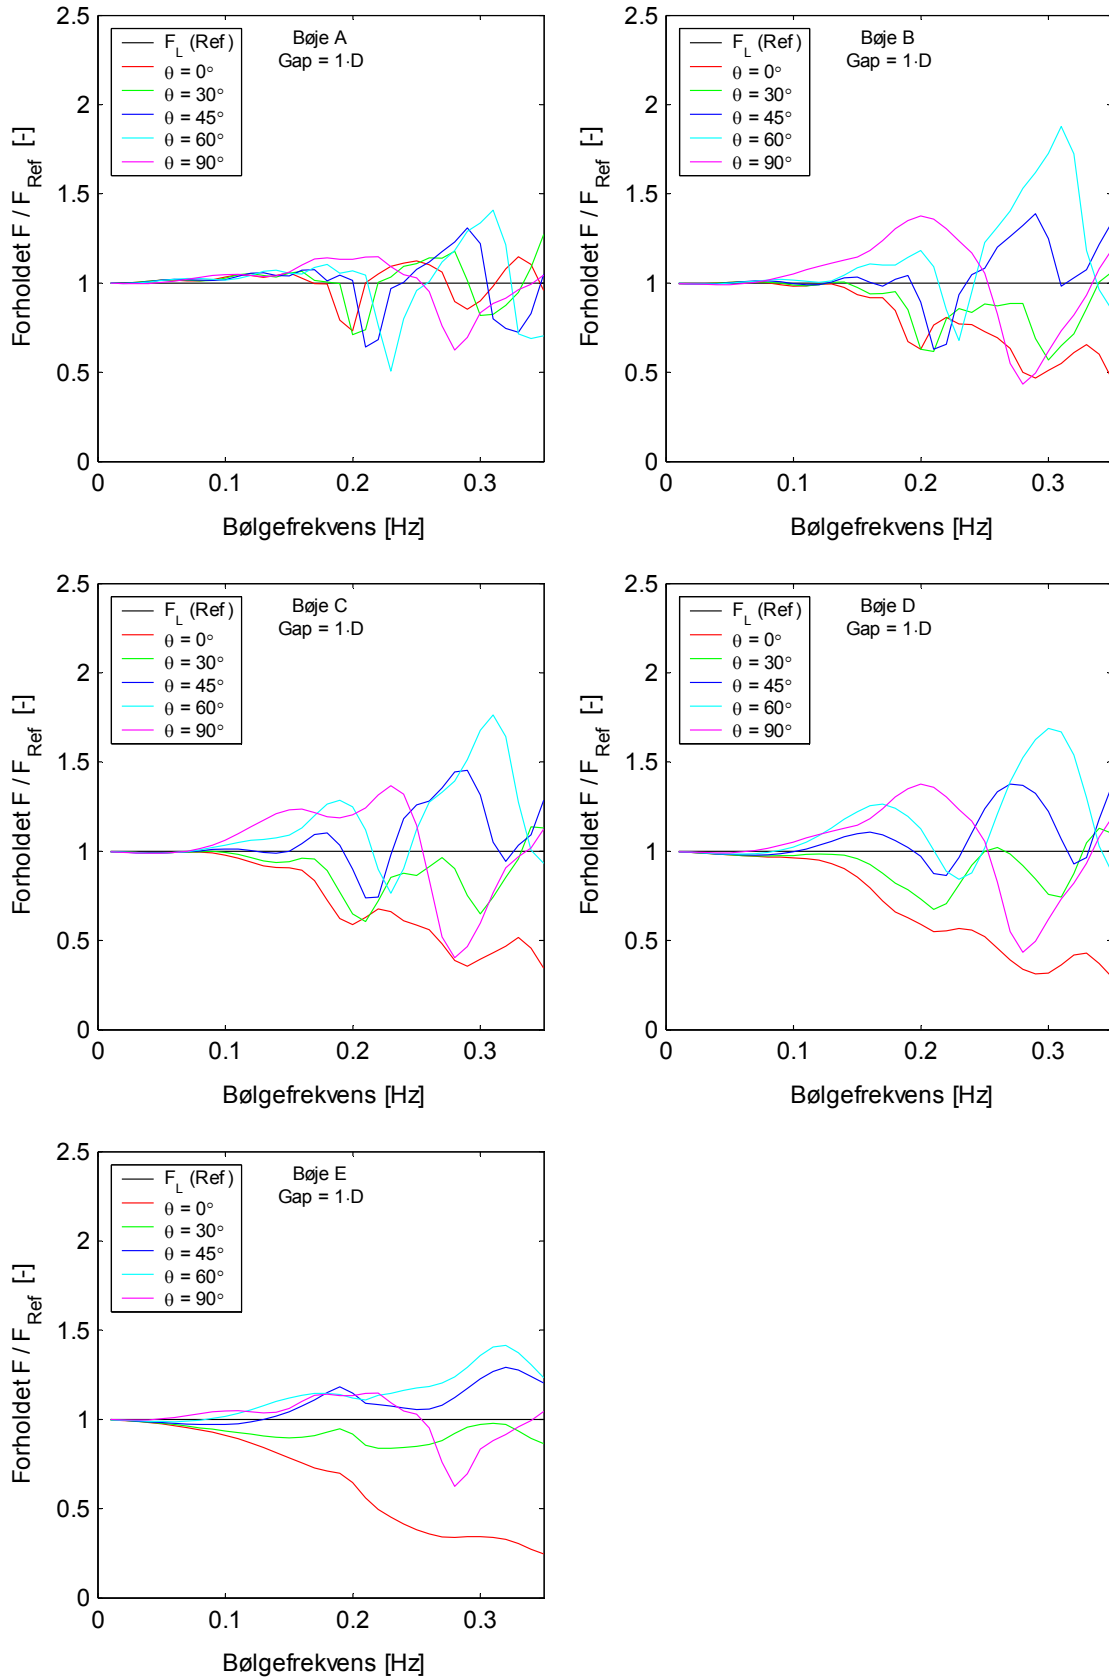 2.5
2
1.5
1
0.5
0
0
0.1
0.2
0.3
Forholdet F / F_Ref [-]
Bølgefrekvens [Hz]
F_L (Ref)
θ = 0°
θ = 30°
θ = 45°
θ = 60°
θ = 90°
Bøje A
Gap = 1·D
2.5
2
1.5
1
0.5
0
0
0.1
0.2
0.3
Forholdet F / F_Ref [-]
Bølgefrekvens [Hz]
F_L (Ref)
θ = 0°
θ = 30°
θ = 45°
θ = 60°
θ = 90°
Bøje B
Gap = 1·D
2.5
2
1.5
1
0.5
0
0
0.1
0.2
0.3
Forholdet F / F_Ref [-]
Bølgefrekvens [Hz]
F_L (Ref)
θ = 0°
θ = 30°
θ = 45°
θ = 60°
θ = 90°
Bøje C
Gap = 1·D
2.5
2
1.5
1
0.5
0
0
0.1
0.2
0.3
Forholdet F / F_Ref [-]
Bølgefrekvens [Hz]
F_L (Ref)
θ = 0°
θ = 30°
θ = 45°
θ = 60°
θ = 90°
Bøje D
Gap = 1·D
2.5
2
1.5
1
0.5
0
0
0.1
0.2
0.3
Forholdet F / F_Ref [-]
Bølgefrekvens [Hz]
F_L (Ref)
θ = 0°
θ = 30°
θ = 45°
θ = 60°
θ = 90°
Bøje E
Gap = 1·D